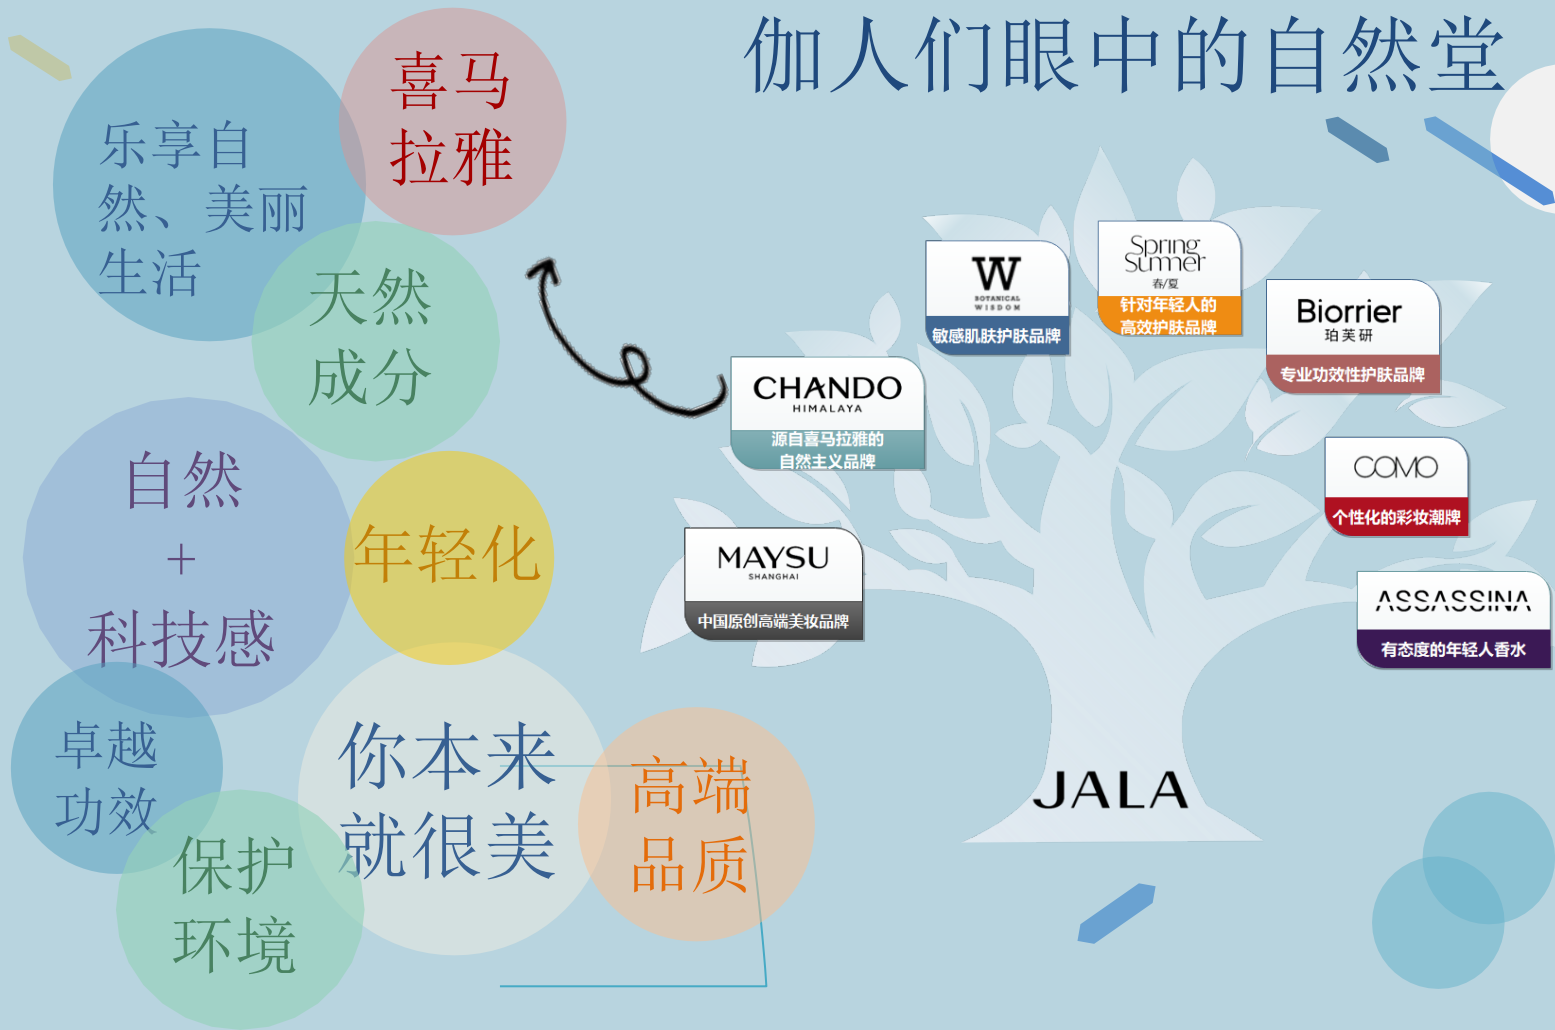 伽人们眼中的自然堂
喜马
拉雅
乐享自
然、美丽
生活
天然
成分
自然
+
科技感
年轻化
卓越
功效
你本来
就很美
高端
品质
保护
环境
W
BOTANICAL
WISDOM
敏感肌肤护肤品牌
Spring
Summer
春/夏
针对年轻人的
高效护肤品牌
Biorrier
珀芙研
专业功效性护肤品牌
CHANDO
HIMALAYA
源自喜马拉雅的
自然主义品牌
COMO
个性化的彩妆潮牌
MAYSU
SHANGHAI
中国原创高端美妆品牌
ASSASSINA
有态度的年轻人香水
JALA